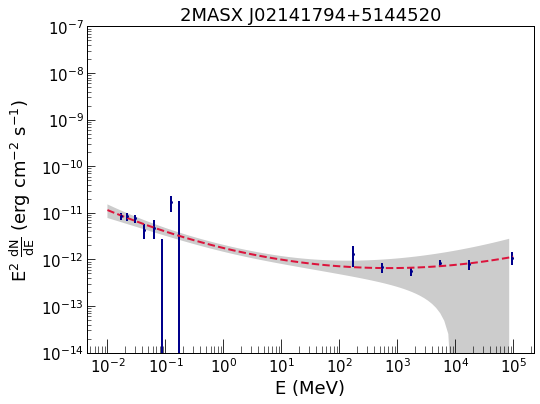 2MASX J02141794+5144520
10⁻⁷
10⁻⁸
10⁻⁹
10⁻¹⁰
10⁻¹¹
10⁻¹²
10⁻¹³
10⁻¹⁴
E² dN/dE (erg cm⁻² s⁻¹)
10⁻² 10⁻¹ 10⁰ 10¹ 10² 10³ 10⁴ 10⁵
E (MeV)